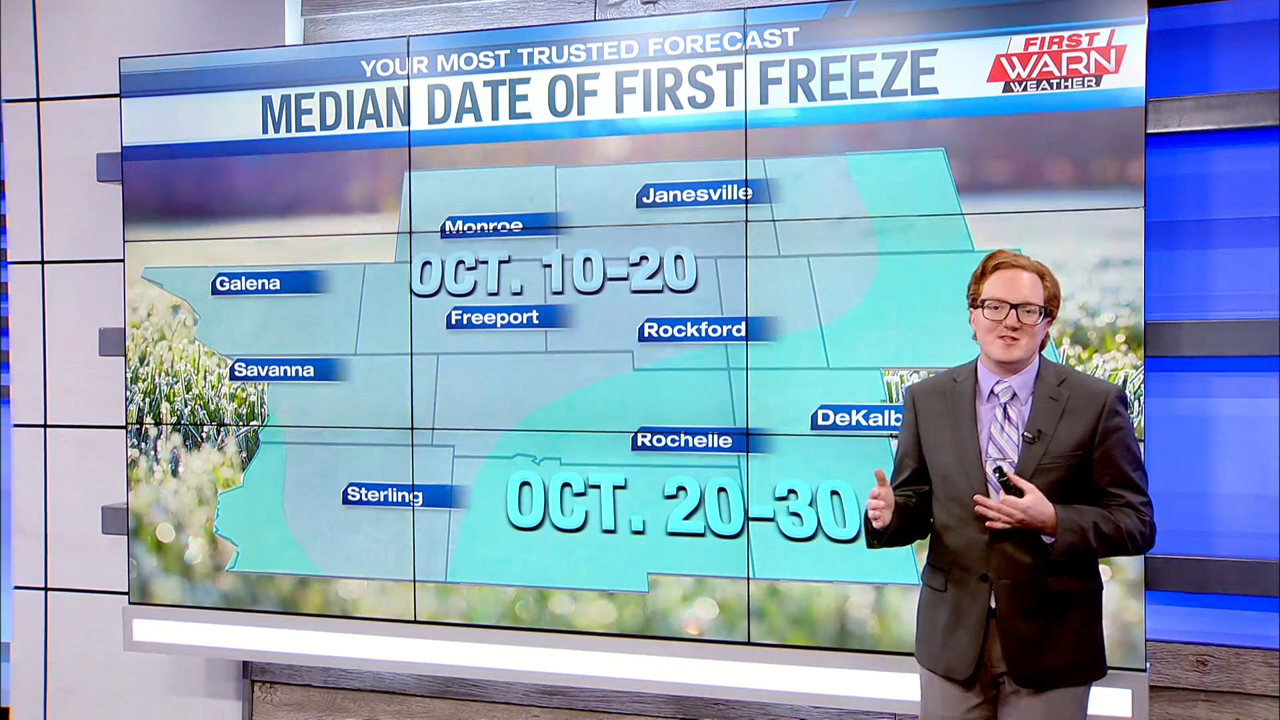 YOUR MOST TRUSTED FORECAST
MEDIAN DATE OF FIRST FREEZE
FIRST
WARN
WEATHER
Janesville
Monroe
OCT. 10-20
Galena
Freeport
Rockford
Savanna
DeKalb
Rochelle
Sterling
OCT. 20-30